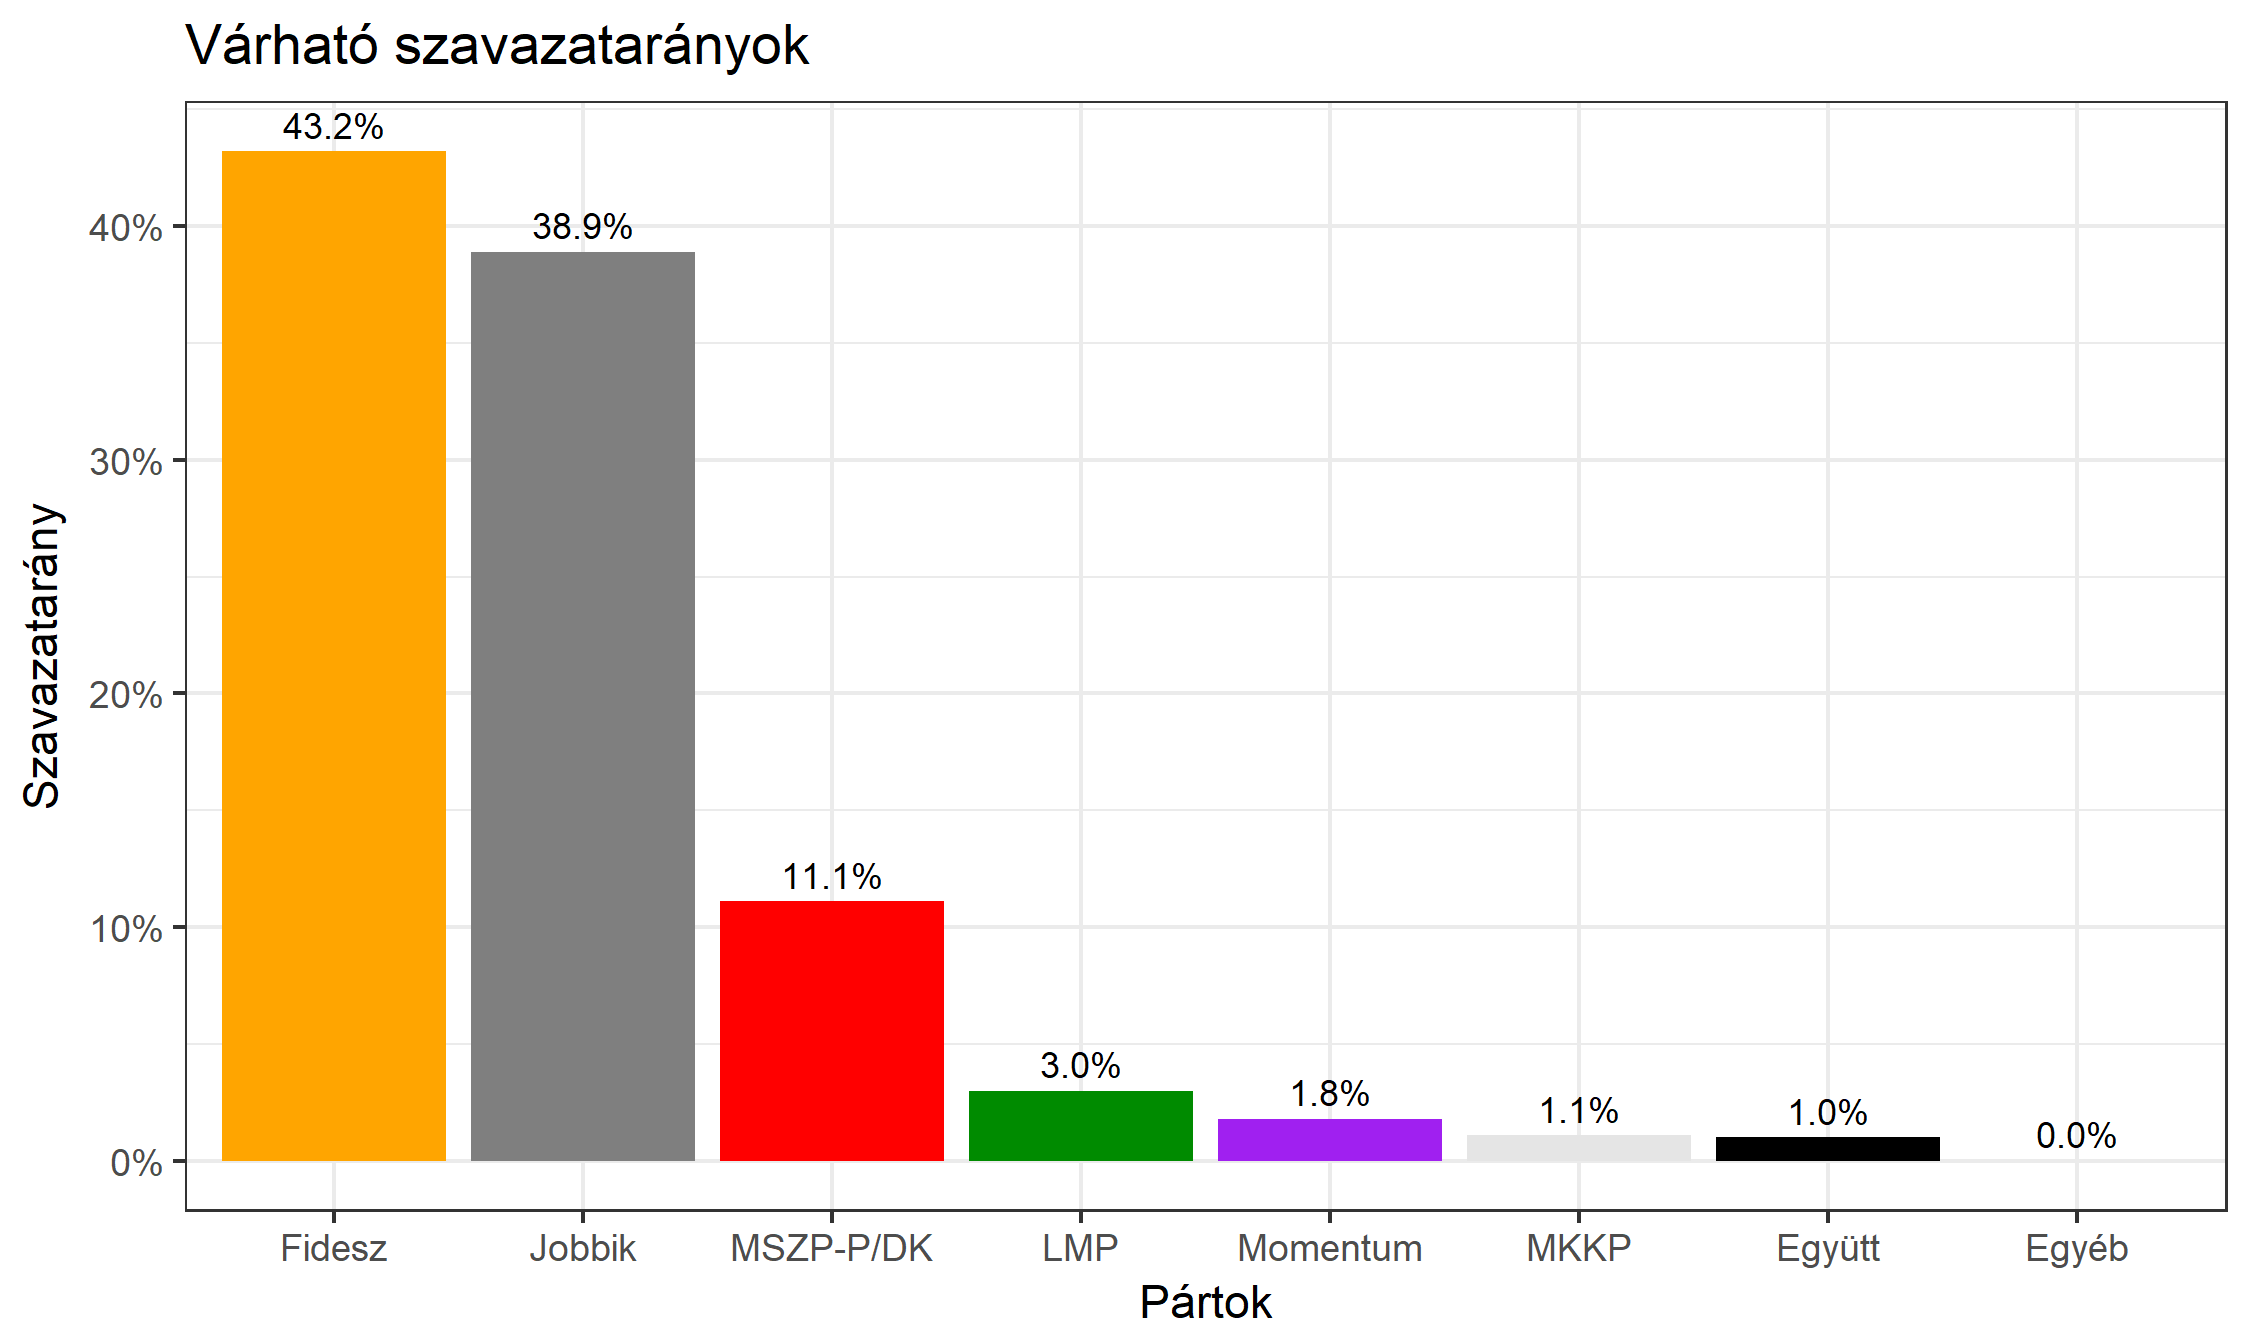 Várható szavazatarányok
Szavazatarány
40%
30%
20%
10%
0%
43.2%
38.9%
11.1%
3.0%
1.8%
1.1%
1.0%
0.0%
Fidesz
Jobbik
MSZP-P/DK
LMP
Momentum
MKKP
Együtt
Egyéb
Pártok